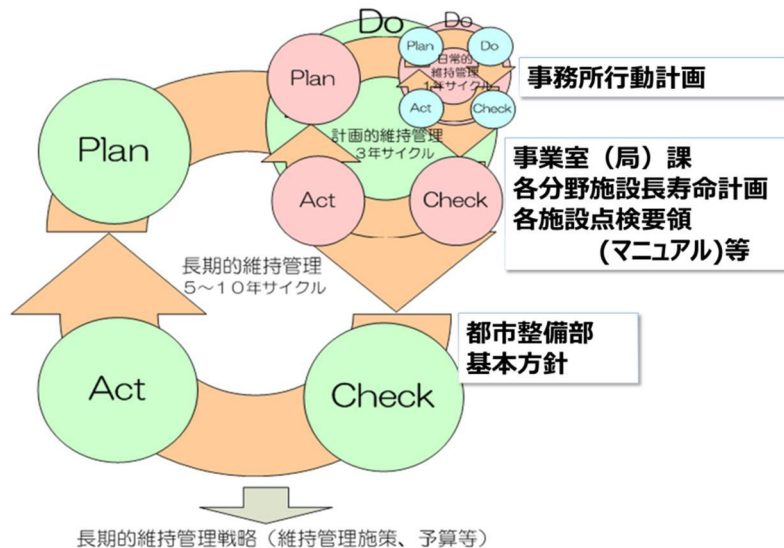 Do
Do
Plan
Do
日常的
維持管理
1年サイクル
Act
Check
事務所行動計画
Plan
計画的維持管理
3年サイクル
Act
Check
事業室（局）課
各分野施設長寿命計画
各施設点検要領
(マニュアル)等
Plan
長期的維持管理
5～10年サイクル
Act
Check
都市整備部
基本方針
長期的維持管理戦略（維持管理施策、予算等）